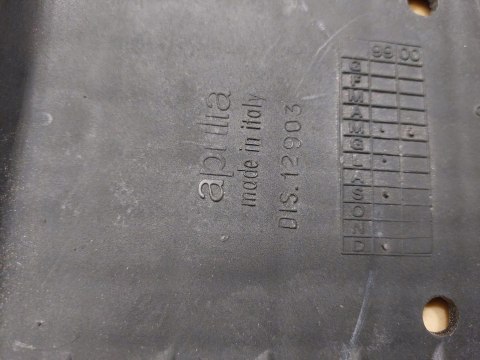 aprilia
made in italy
DIS. 12903
99 00
G
F
M
A
M
G
L
A
S
O
N
D